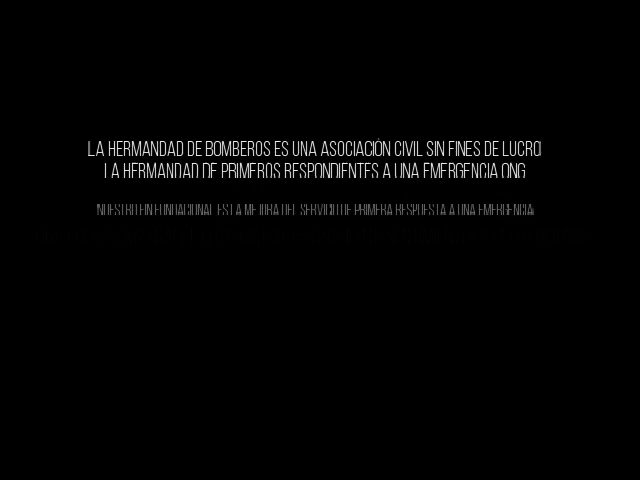 LA HERMANDAD DE BOMBEROS ES UNA ASOCIACIÓN CIVIL SIN FINES DE LUCRO
LA HERMANDAD DE PRIMEROS RESPONDIENTES A UNA EMERGENCIA ONG
NUESTRO FIN FUNDACIONAL ES LA MEJORA DEL SERVICIO DE PRIMERA RESPUESTA A UNA EMERGENCIA